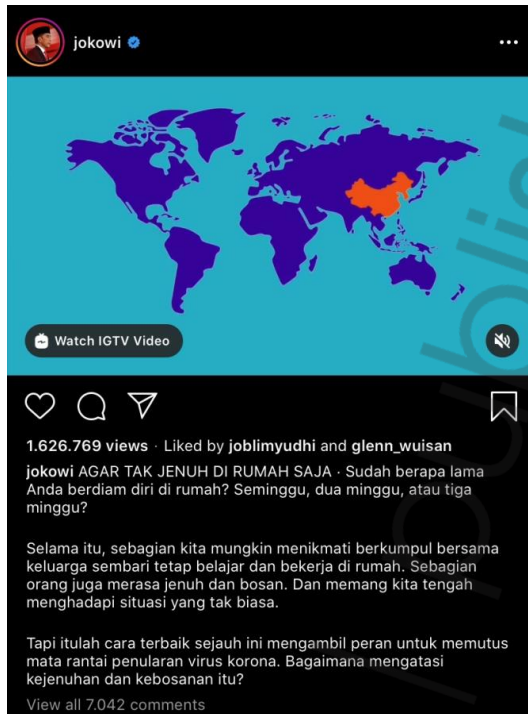 jokowi
Watch IGTV Video
1.626.769 views · Liked by joblimyudhi and glenn_wuisan
jokowi AGAR TAK JENUH DI RUMAH SAJA · Sudah berapa lama
Anda berdiam diri di rumah? Seminggu, dua minggu, atau tiga
minggu?
Selama itu, sebagian kita mungkin menikmati berkumpul bersama
keluarga sembari tetap belajar dan bekerja di rumah. Sebagian
orang juga merasa jenuh dan bosan. Dan memang kita tengah
menghadapi situasi yang tak biasa.
Tapi itulah cara terbaik sejauh ini mengambil peran untuk memutus
mata rantai penularan virus korona. Bagaimana mengatasi
kejenuhan dan kebosanan itu?
View all 7.042 comments